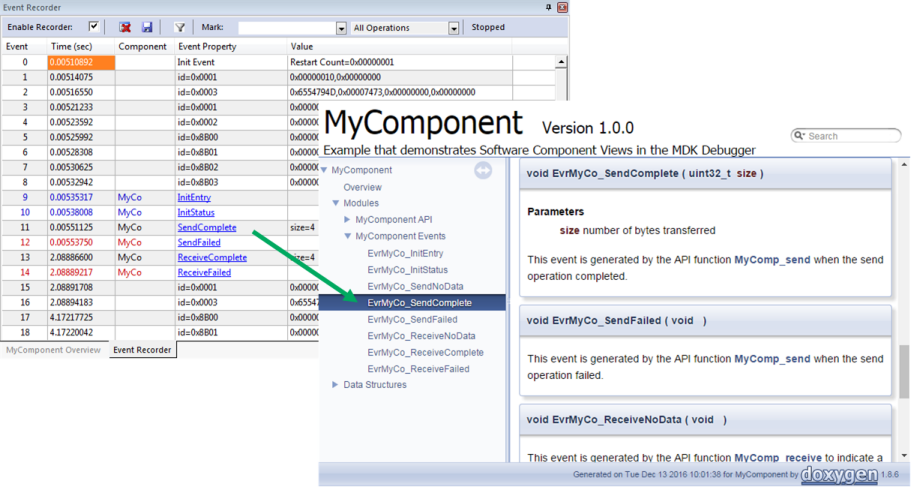 Event Recorder
Enable Recorder: Mark: All Operations Stopped
Event Time (sec) Component Event Property Value
0 0.00510892 Init Event Restart Count=0x00000001
1 0.00514075 id=0x0001 0x00000010,0x00000000
2 0.00516550 id=0x0003 0x6554794D,0x00007473,0x00000000,0x00000000
3 0.00521233 id=0x0001 0x0000
4 0.00523592 id=0x0002 0x0000
5 0.00525992 id=0x8B00 0x0000
6 0.00528308 id=0x8B01 0x0000
7 0.00530625 id=0x8B02 0x0000
8 0.00532942 id=0x8B03 0x0000
9 0.00535317 MyCo InitEntry
10 0.00538008 MyCo InitStatus
11 0.00551125 MyCo SendComplete size=4
12 0.00553750 MyCo SendFailed
13 2.08886600 MyCo ReceiveComplete size=4
14 2.08889217 MyCo ReceiveFailed
15 2.08891708 id=0x0001 0x0000
16 2.08894183 id=0x0003 0x6554
17 4.17217725 id=0x8B00 0x0000
18 4.17220042 id=0x8B01 0x0000
MyComponent Overview Event Recorder
MyComponent Version 1.0.0
Search
Example that demonstrates Software Component Views in the MDK Debugger
MyComponent
Overview
Modules
MyComponent API
MyComponent Events
EvrMyCo_InitEntry
EvrMyCo_InitStatus
EvrMyCo_SendNoData
EvrMyCo_SendComplete
EvrMyCo_SendFailed
EvrMyCo_ReceiveNoData
EvrMyCo_ReceiveComplete
EvrMyCo_ReceiveFailed
Data Structures
void EvrMyCo_SendComplete ( uint32_t size )
Parameters
size number of bytes transferred
This event is generated by the API function MyComp_send when the send
operation completed.
void EvrMyCo_SendFailed ( void )
This event is generated by the API function MyComp_send when the send
operation failed.
void EvrMyCo_ReceiveNoData ( void )
This event is generated by the API function MyComp_receive to indicate a
Generated on Tue Dec 13 2016 10:01:38 for MyComponent by doxygen 1.8.6